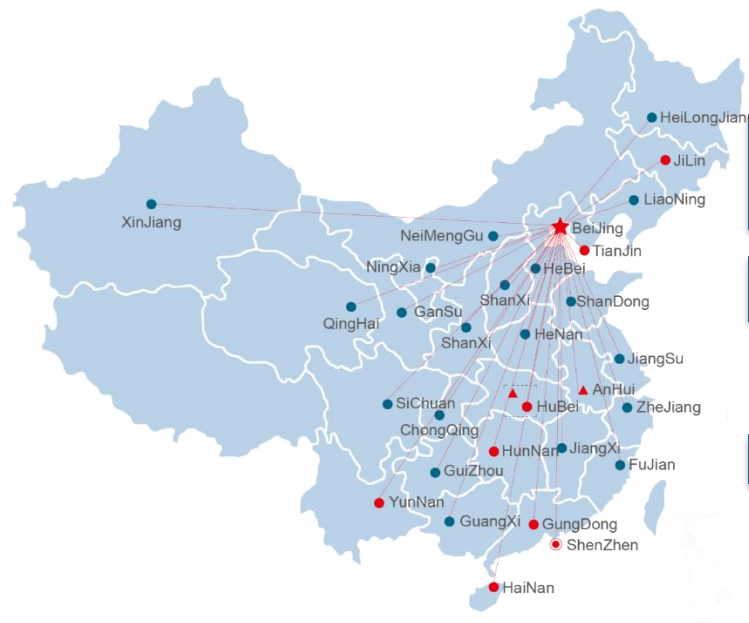 HeiLongJian
JiLin
LiaoNing
XinJiang
BeiJing
NeiMengGu
TianJin
NingXia
HeBei
ShanXi
ShanDong
QingHai
GanSu
ShanXi
HeNan
JiangSu
AnHui
SiChuan
HuBei
ZheJiang
ChongQing
HunNan
JiangXi
FuJian
GuiZhou
YunNan
GuangXi
GungDong
ShenZhen
HaiNan